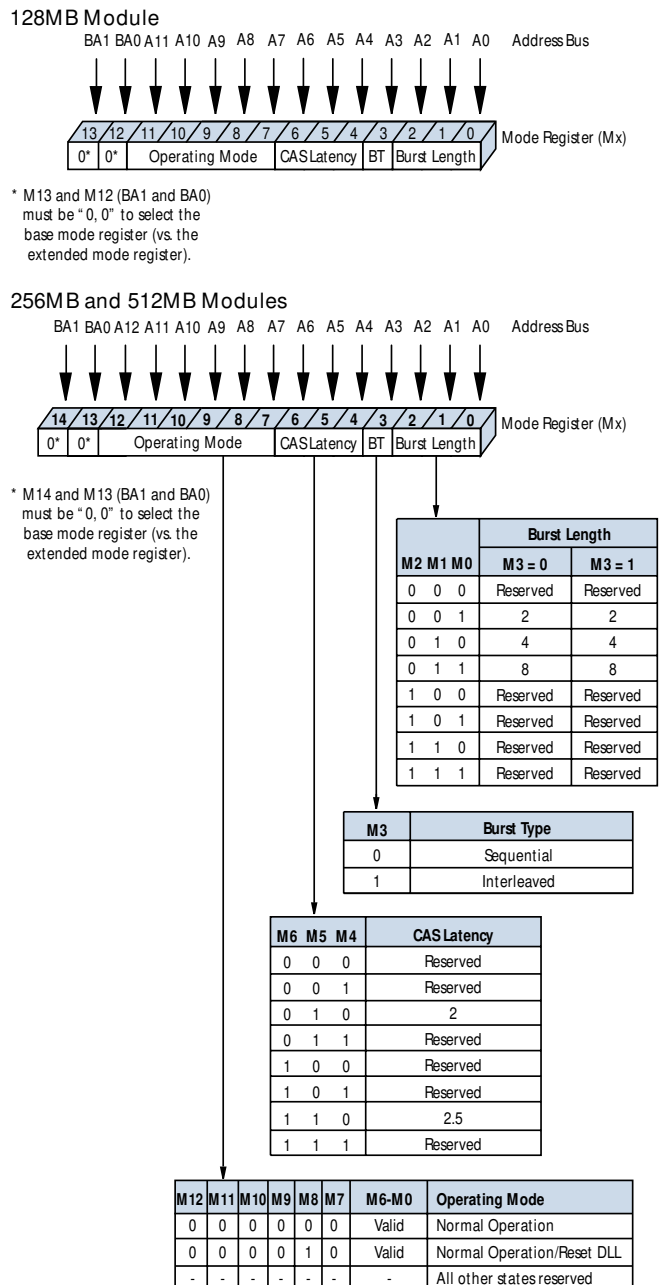 128MB Module
BA1 BA0 A11 A10 A9 A8 A7 A6 A5 A4 A3 A2 A1 A0 Address Bus
13 12 11 10 9 8 7 6 5 4 3 2 1 0 Mode Register (Mx)
0* 0* Operating Mode CAS Latency BT Burst Length
* M13 and M12 (BA1 and BA0)
must be “0, 0” to select the
base mode register (vs. the
extended mode register).
256MB and 512MB Modules
BA1 BA0 A12 A11 A10 A9 A8 A7 A6 A5 A4 A3 A2 A1 A0 Address Bus
14 13 12 11 10 9 8 7 6 5 4 3 2 1 0 Mode Register (Mx)
0* 0* Operating Mode CAS Latency BT Burst Length
* M14 and M13 (BA1 and BA0)
must be “0, 0” to select the
base mode register (vs. the
extended mode register).
Burst Length
M2 M1 M0 M3 = 0 M3 = 1
0 0 0 Reserved Reserved
0 0 1 2 2
0 1 0 4 4
0 1 1 8 8
1 0 0 Reserved Reserved
1 0 1 Reserved Reserved
1 1 0 Reserved Reserved
1 1 1 Reserved Reserved
M3 Burst Type
0 Sequential
1 Interleaved
M6 M5 M4 CAS Latency
0 0 0 Reserved
0 0 1 Reserved
0 1 0 2
0 1 1 Reserved
1 0 0 Reserved
1 0 1 Reserved
1 1 0 2.5
1 1 1 Reserved
M12 M11 M10 M9 M8 M7 M6-M0 Operating Mode
0 0 0 0 0 0 Valid Normal Operation
0 0 0 0 1 0 Valid Normal Operation/Reset DLL
- - - - - - - All other states reserved